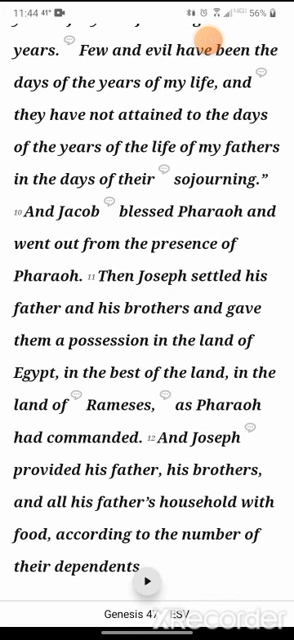 11:44 41°
56%
years. Few and evil have been the
days of the years of my life, and
they have not attained to the days
of the years of the life of my fathers
in the days of their sojourning.”
10 And Jacob blessed Pharaoh and
went out from the presence of
Pharaoh. 11 Then Joseph settled his
father and his brothers and gave
them a possession in the land of
Egypt, in the best of the land, in the
land of Rameses, as Pharaoh
had commanded. 12 And Joseph
provided his father, his brothers,
and all his father’s household with
food, according to the number of
their dependents
Genesis 47 ESV
XRecorder